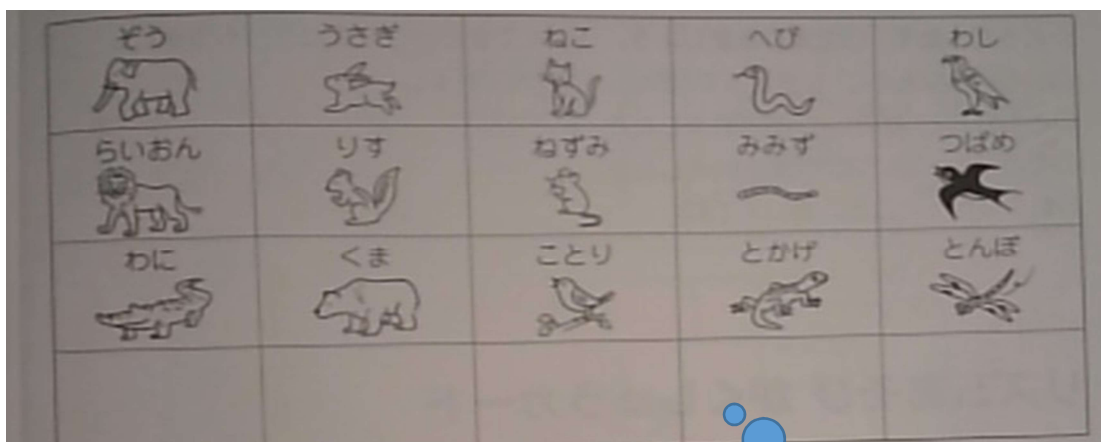 ぞう うさぎ ねこ へび わし
らいおん りす ねずみ みみず つばめ
わに くま ことり とかげ とんぼ